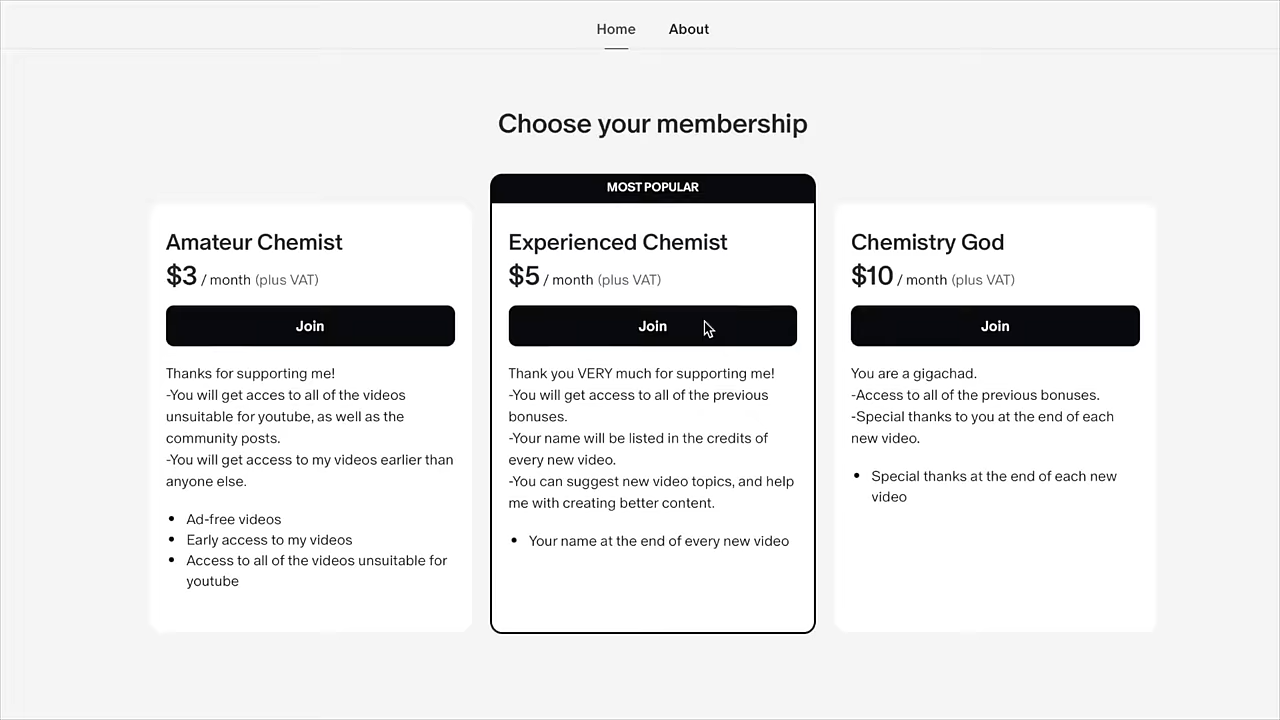 Home About
Choose your membership
MOST POPULAR
Amateur Chemist
$3 / month (plus VAT)
Join
Thanks for supporting me!
-You will get acces to all of the videos
unsuitable for youtube, as well as the
community posts.
-You will get access to my videos earlier than
anyone else.
Ad-free videos
Early access to my videos
Access to all of the videos unsuitable for
youtube
Experienced Chemist
$5 / month (plus VAT)
Join
Thank you VERY much for supporting me!
-You will get access to all of the previous
bonuses.
-Your name will be listed in the credits of
every new video.
-You can suggest new video topics, and help
me with creating better content.
Your name at the end of every new video
Chemistry God
$10 / month (plus VAT)
Join
You are a gigachad.
-Access to all of the previous bonuses.
-Special thanks to you at the end of each
new video.
Special thanks at the end of each new
video